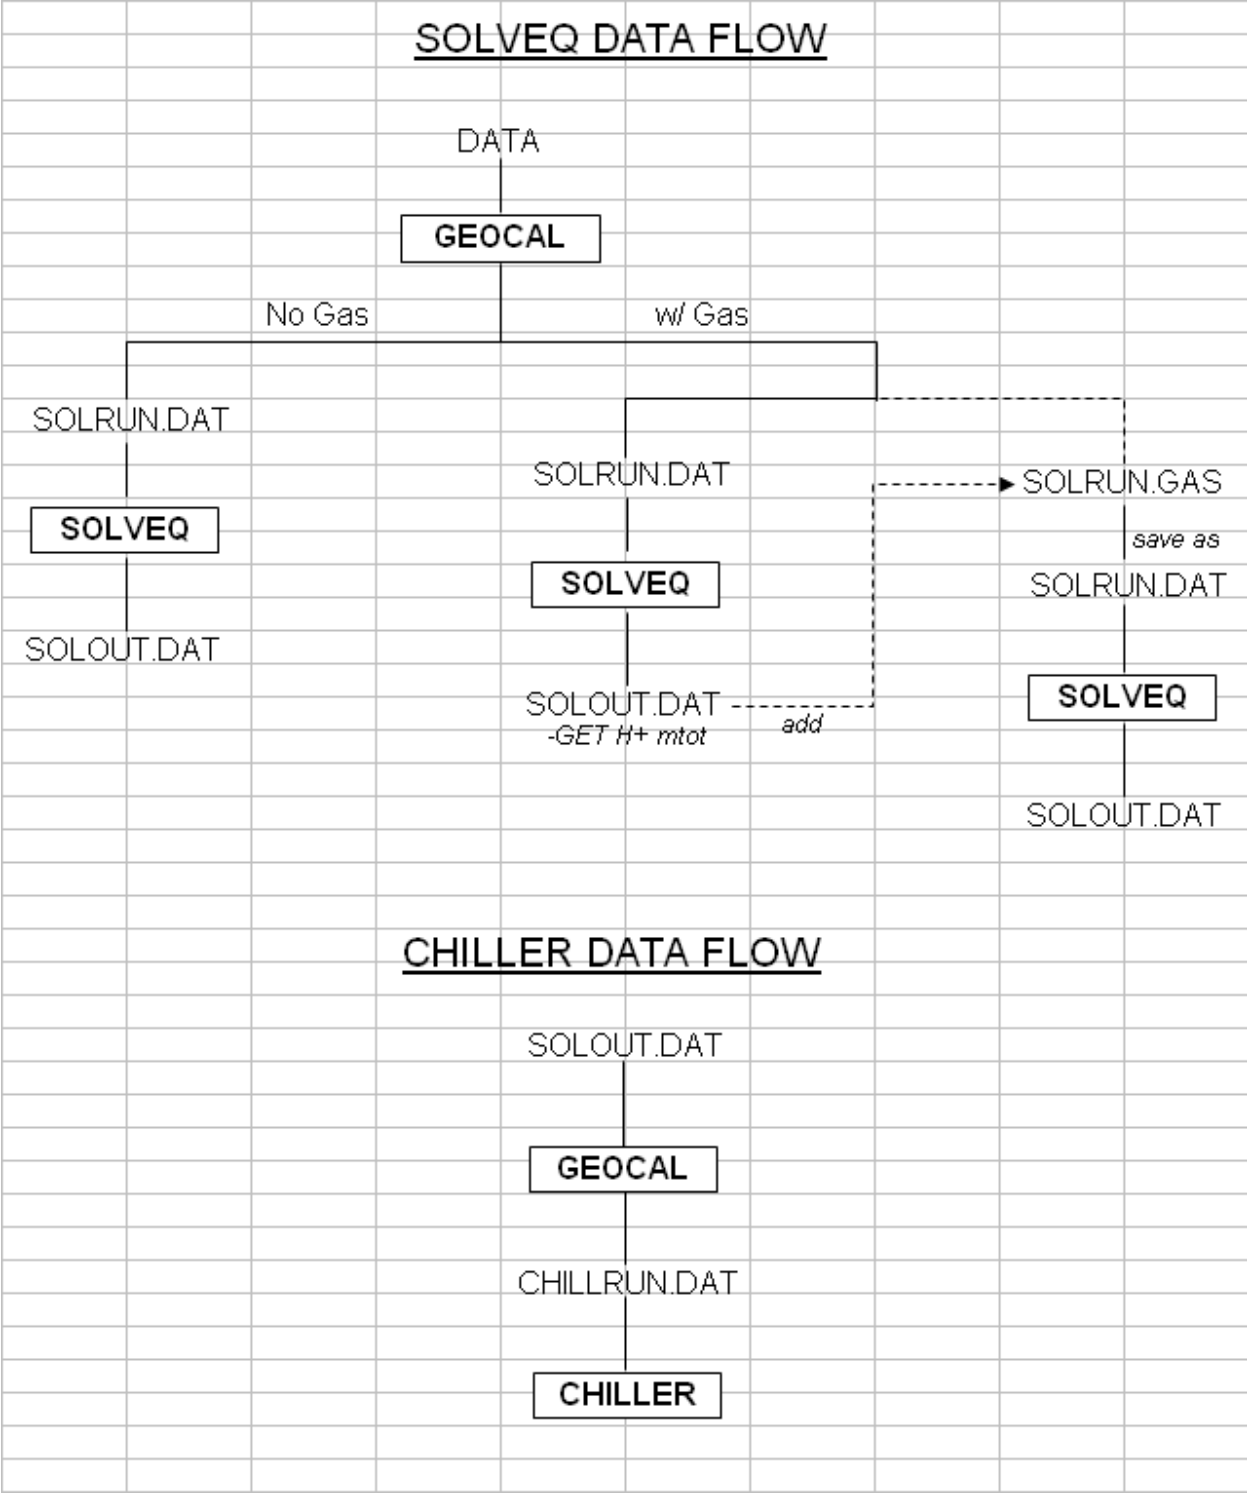 SOLVEQ DATA FLOW
DATA
GEOCAL
No Gas
w/ Gas
SOLRUN.DAT
SOLVEQ
SOLOUT.DAT
SOLRUN.DAT
SOLVEQ
SOLOUT.DAT
-GET H+ mtot
add
SOLRUN.GAS
save as
SOLRUN.DAT
SOLVEQ
SOLOUT.DAT
CHILLER DATA FLOW
SOLOUT.DAT
GEOCAL
CHILLRUN.DAT
CHILLER